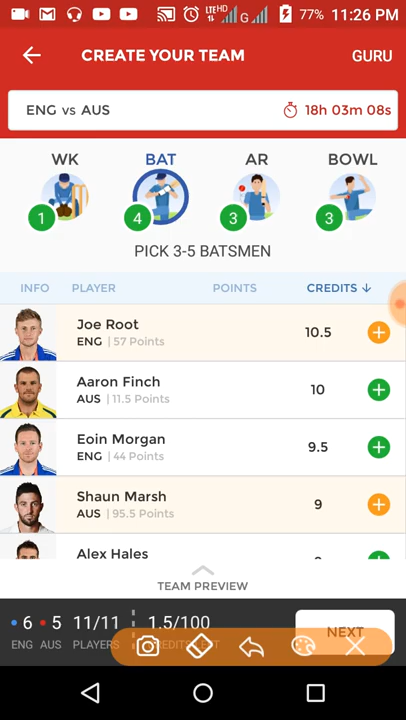 LTE HD G 77% 11:26 PM
CREATE YOUR TEAM GURU
ENG vs AUS 18h 03m 08s
WK BAT AR BOWL
1 4 3 3
PICK 3-5 BATSMEN
INFO PLAYER POINTS CREDITS ↓
Joe Root
ENG | 57 Points 10.5
Aaron Finch
AUS | 11.5 Points 10
Eoin Morgan
ENG | 44 Points 9.5
Shaun Marsh
AUS | 95.5 Points 9
Alex Hales
TEAM PREVIEW
6 5 11/11 1.5/100 NEXT
ENG AUS PLAYERS